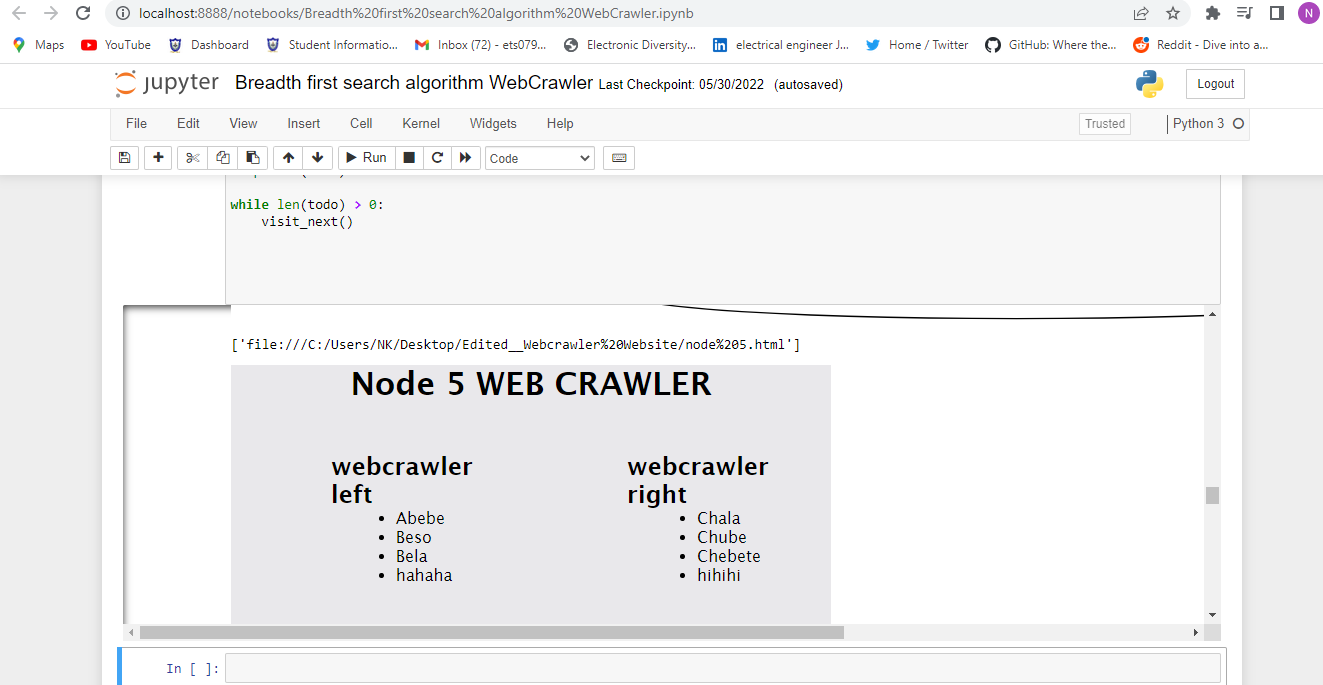 localhost:8888/notebooks/Breadth%20first%20search%20algorithm%20WebCrawler.ipynb
N
Maps YouTube Dashboard Student Informatio... Inbox (72) - ets079... Electronic Diversity... electrical engineer J... Home / Twitter GitHub: Where the... Reddit - Dive into a...
jupyter Breadth first search algorithm WebCrawler Last Checkpoint: 05/30/2022 (autosaved) Logout
File Edit View Insert Cell Kernel Widgets Help Trusted Python 3
Run Code
while len(todo) > 0:
visit_next()
['file:///C:/Users/NK/Desktop/Edited__Webcrawler%20Website/node%205.html']
Node 5 WEB CRAWLER
webcrawler
left
• Abebe
• Beso
• Bela
• hahaha
webcrawler
right
• Chala
• Chube
• Chebete
• hihihi
In [ ]: